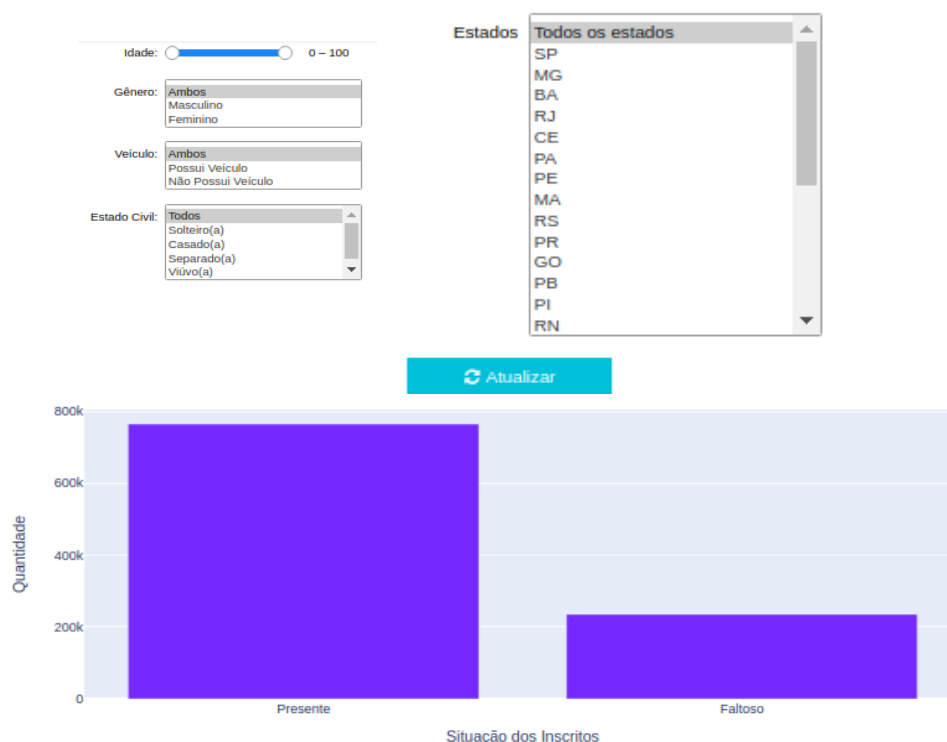 Idade: 0 – 100
Gênero: Ambos
Masculino
Feminino
Veículo: Ambos
Possui Veículo
Não Possui Veículo
Estado Civil: Todos
Solteiro(a)
Casado(a)
Separado(a)
Viúvo(a)
Estados Todos os estados
SP
MG
BA
RJ
CE
PA
PE
MA
RS
PR
GO
PB
PI
RN
Atualizar
Quantidade
800k
600k
400k
200k
0
Presente Faltoso
Situação dos Inscritos